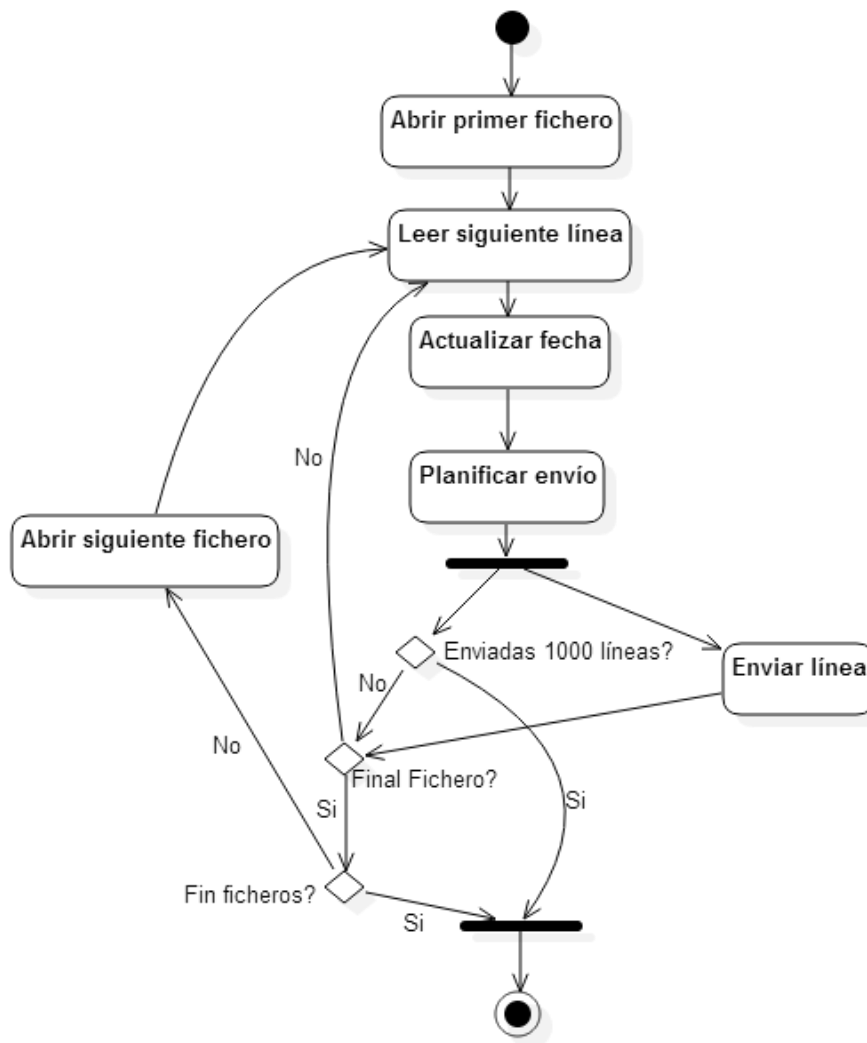 Abrir primer fichero
Leer siguiente línea
Actualizar fecha
No
Planificar envío
Abrir siguiente fichero
Enviadas 1000 líneas?
Enviar línea
No
No
Final Fichero?
Si
Si
Fin ficheros?
Si